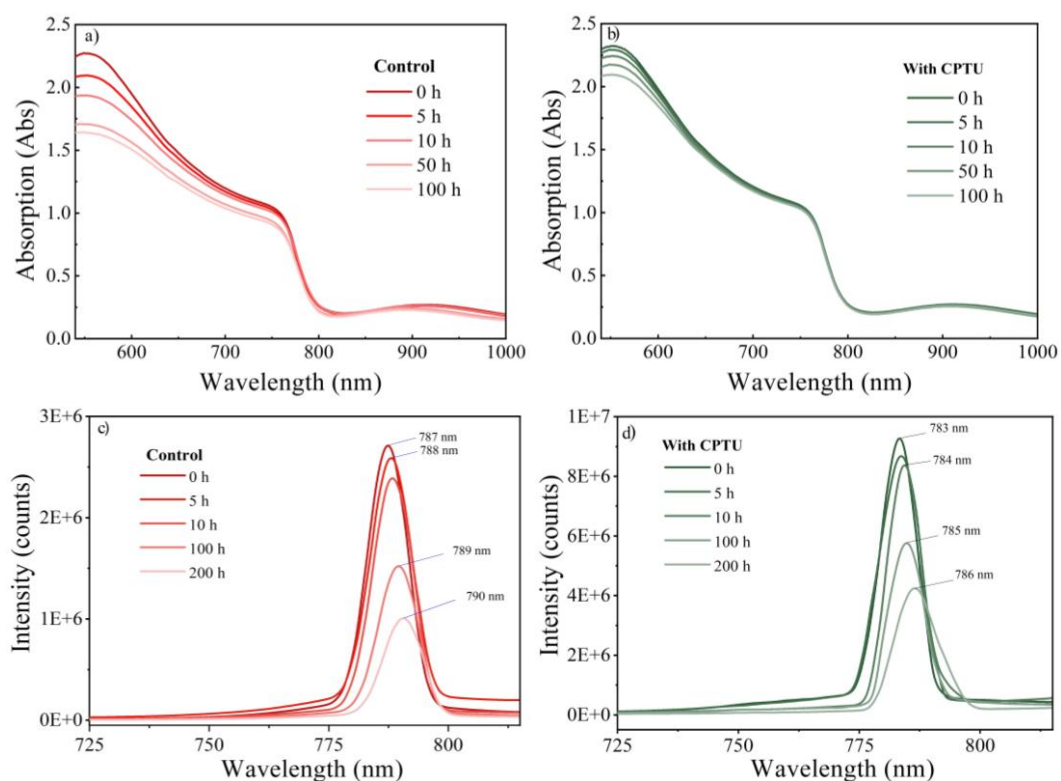 a)
Control
0 h
5 h
10 h
50 h
100 h
2.5
2.0
1.5
1.0
0.5
0.0
600
700
800
900
1000
Absorption (Abs)
Wavelength (nm)
b)
With CPTU
0 h
5 h
10 h
50 h
100 h
2.5
2.0
1.5
1.0
0.5
0.0
600
700
800
900
1000
Absorption (Abs)
Wavelength (nm)
c)
Control
0 h
5 h
10 h
100 h
200 h
787 nm
788 nm
789 nm
790 nm
3E+6
2E+6
1E+6
0E+0
725
750
775
800
Intensity (counts)
Wavelength (nm)
d)
With CPTU
0 h
5 h
10 h
100 h
200 h
783 nm
784 nm
785 nm
786 nm
1E+7
8E+6
6E+6
4E+6
2E+6
0E+0
725
750
775
800
Intensity (counts)
Wavelength (nm)